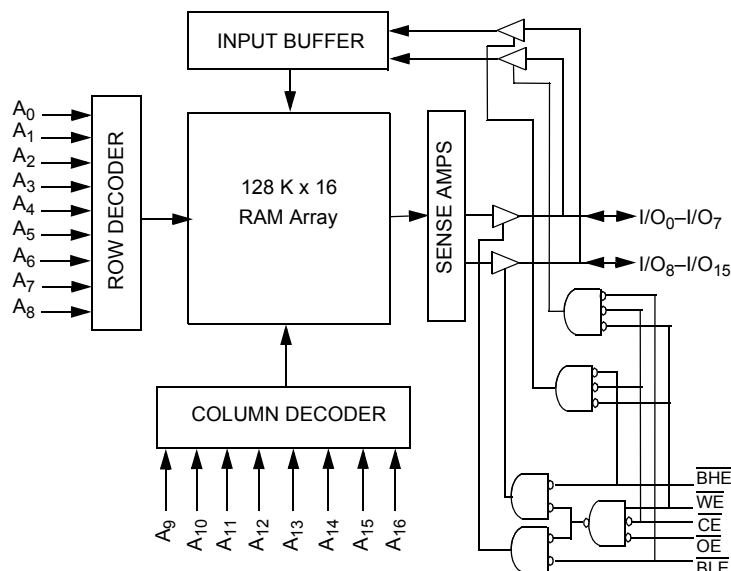 INPUT BUFFER
A0
A1
A2
A3
A4
A5
A6
A7
A8
ROW DECODER
128 K x 16
RAM Array
SENSE AMPS
I/O0–I/O7
I/O8–I/O15
COLUMN DECODER
A9
A10
A11
A12
A13
A14
A15
A16
BHE
WE
CE
OE
BLE